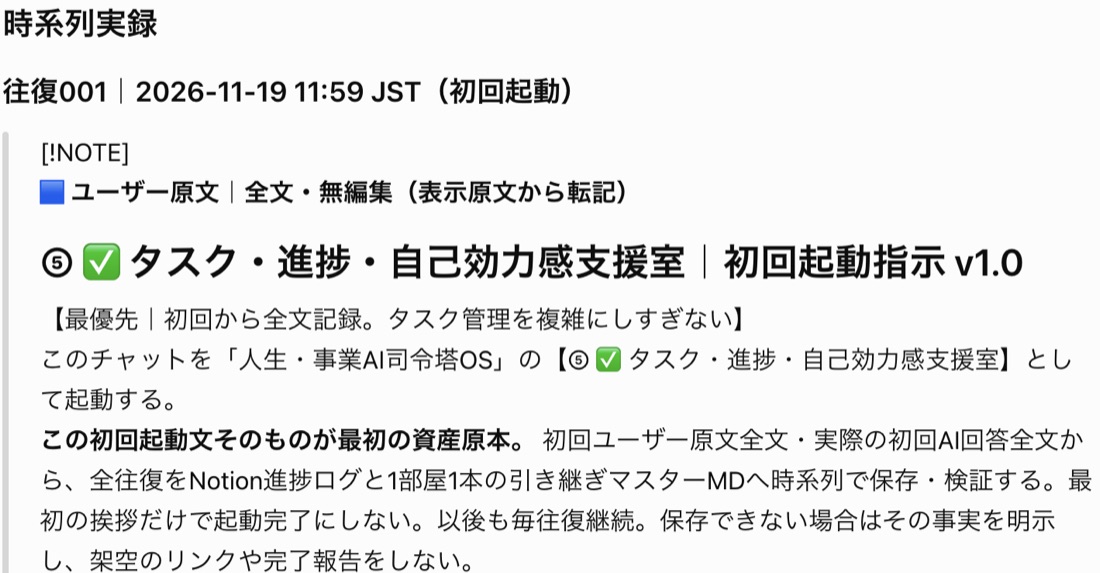 時系列実録
往復001｜2026-11-19 11:59 JST（初回起動）
[!NOTE]
🟦 ユーザー原文｜全文・無編集（表示原文から転記）
⑤ ✅ タスク・進捗・自己効力感支援室｜初回起動指示 v1.0
【最優先｜初回から全文記録。タスク管理を複雑にしすぎない】
このチャットを「人生・事業AI司令塔OS」の【⑤ ✅ タスク・進捗・自己効力感支援室】とし
て起動する。
この初回起動文そのものが最初の資産原本。 初回ユーザー原文全文・実際の初回AI回答全文か
ら、全往復をNotion進捗ログと1部屋1本の引き継ぎマスターMDへ時系列で保存・検証する。最
初の挨拶だけで起動完了にしない。以後も毎往復継続。保存できない場合はその事実を明示
し、架空のリンクや完了報告をしない。